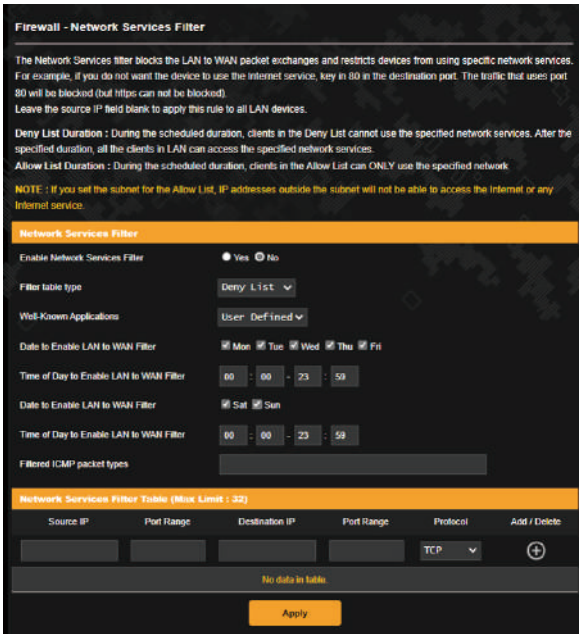 Firewall - Network Services Filter
The Network Services filter blocks the LAN to WAN packet exchanges and restricts devices from using specific network services.
For example, if you do not want the device to use the Internet service, key in 80 in the destination port. The traffic that uses port
80 will be blocked (but https can not be blocked).
Leave the source IP field blank to apply this rule to all LAN devices.
Deny List Duration : During the scheduled duration, clients in the Deny List cannot use the specified network services. After the
specified duration, all the clients in LAN can access the specified network services.
Allow List Duration : During the scheduled duration, clients in the Allow List can ONLY use the specified network
NOTE : If you set the subnet for the Allow List, IP addresses outside the subnet will not be able to access the Internet or any
Internet service.
Network Services Filter
Enable Network Services Filter Yes No
Filter table type Deny List
Well-Known Applications User Defined
Date to Enable LAN to WAN Filter Mon Tue Wed Thu Fri
Time of Day to Enable LAN to WAN Filter 00 : 00 - 23 : 59
Date to Enable LAN to WAN Filter Sat Sun
Time of Day to Enable LAN to WAN Filter 00 : 00 - 23 : 59
Filtered ICMP packet types
Network Services Filter Table (Max Limit : 32)
Source IP Port Range Destination IP Port Range Protocol Add / Delete
TCP
No data in table.
Apply